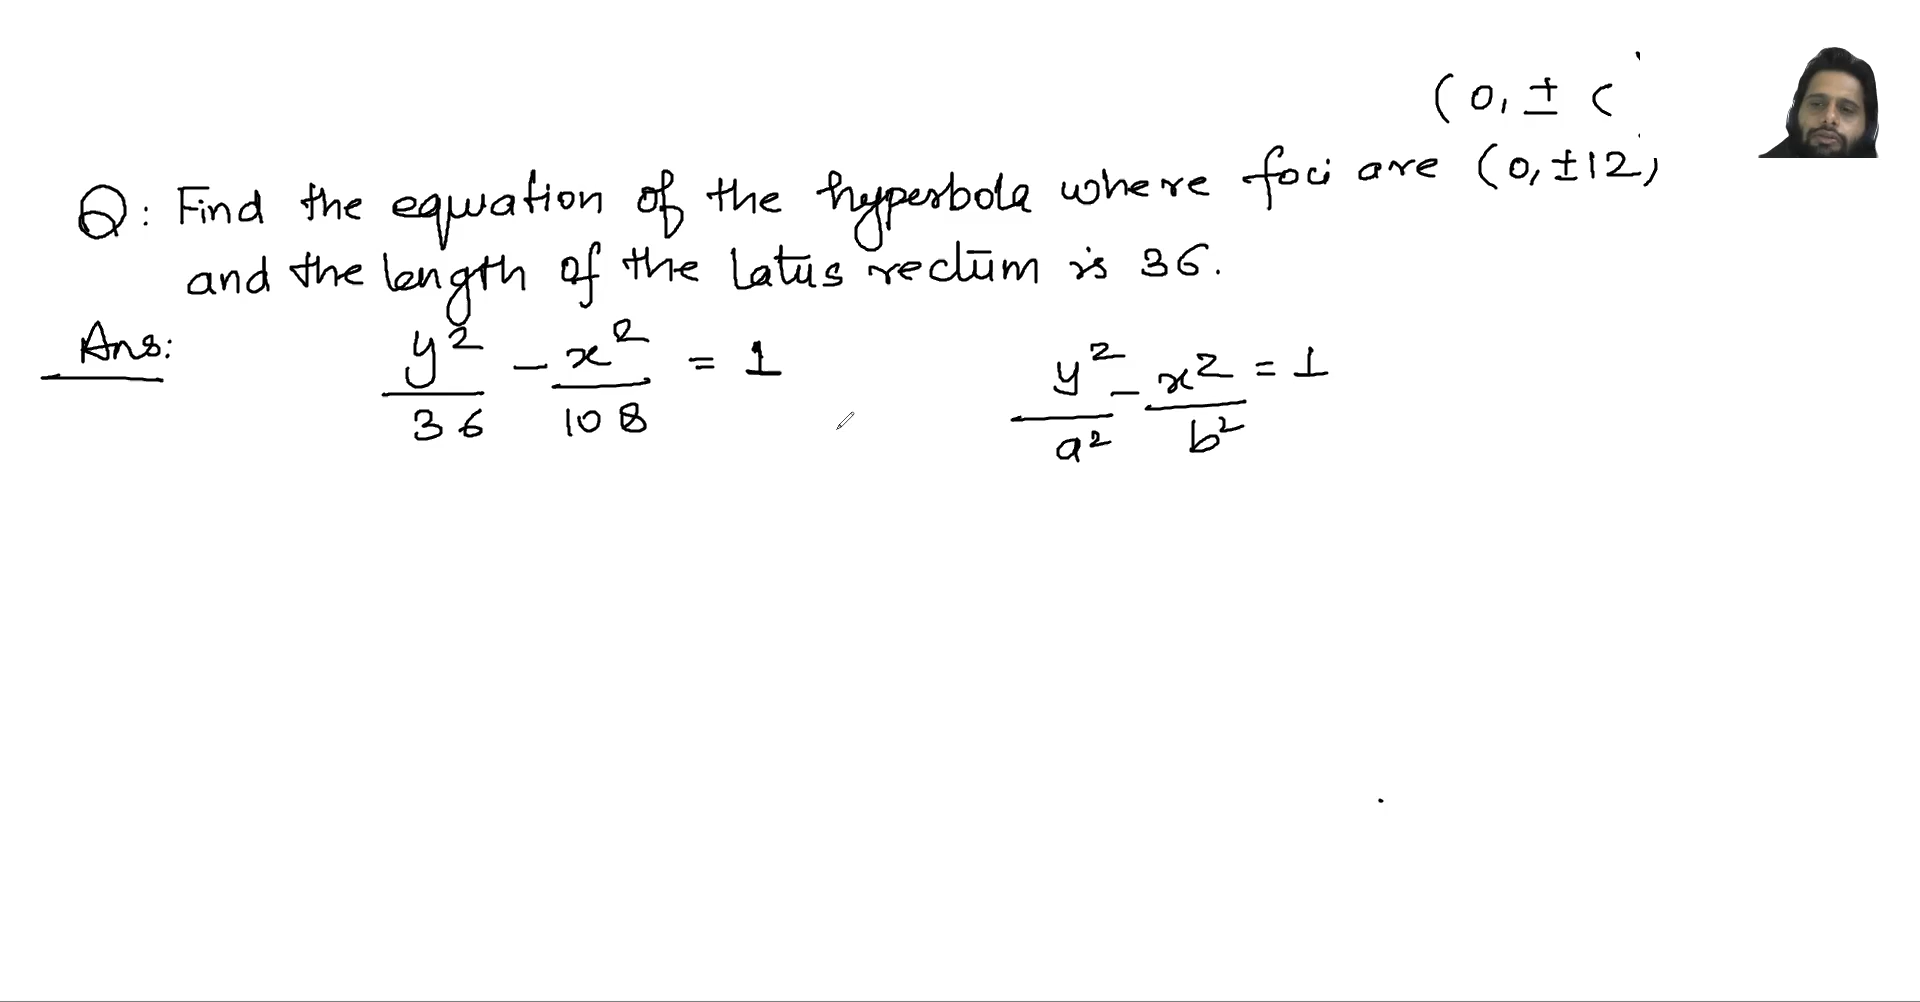 (0, ± c
Q: Find the equation of the hyperbola where foci are (0, ±12)
and the length of the latus rectum is 36.
Ans: y²/36 - x²/108 = 1 y²/a² - x²/b² = 1